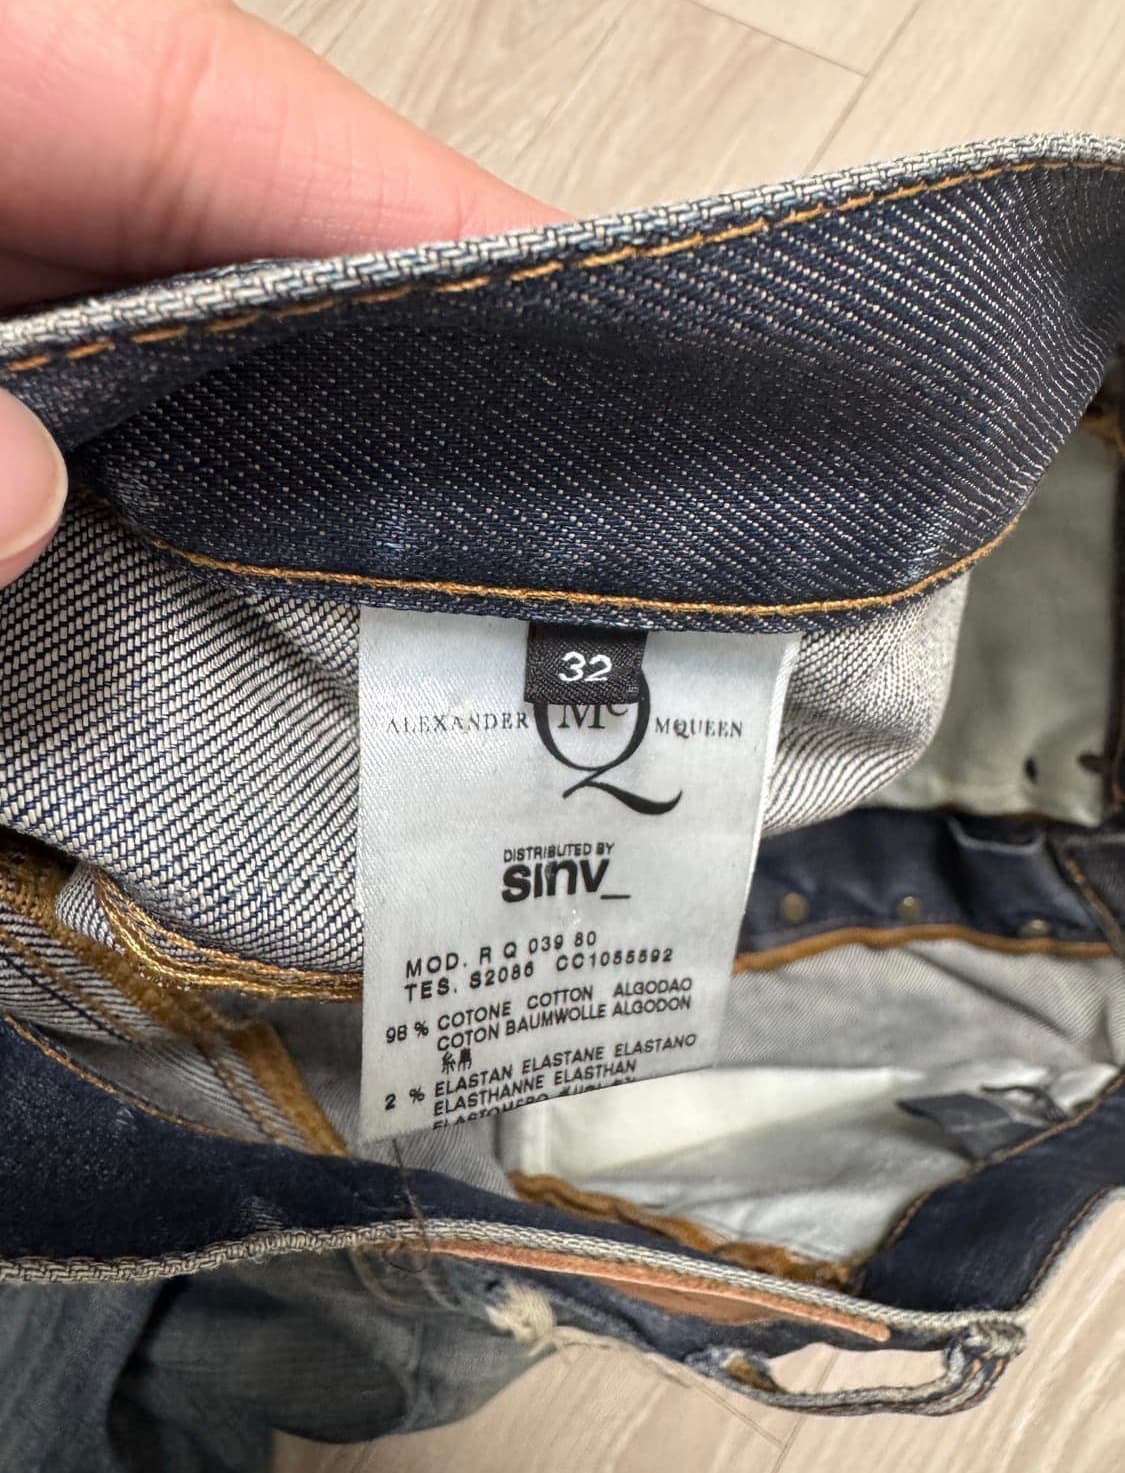 32
ALEXANDER McQ MQUEEN
DISTRIBUTED BY
sinv_
MOD. R Q 039 80
TES. S2086 CC1055592
98 % COTONE COTTON ALGODAO
COTON BAUMWOLLE ALGODON
2 % ELASTAN ELASTANE ELASTANO
ELASTHANNE ELASTHAN